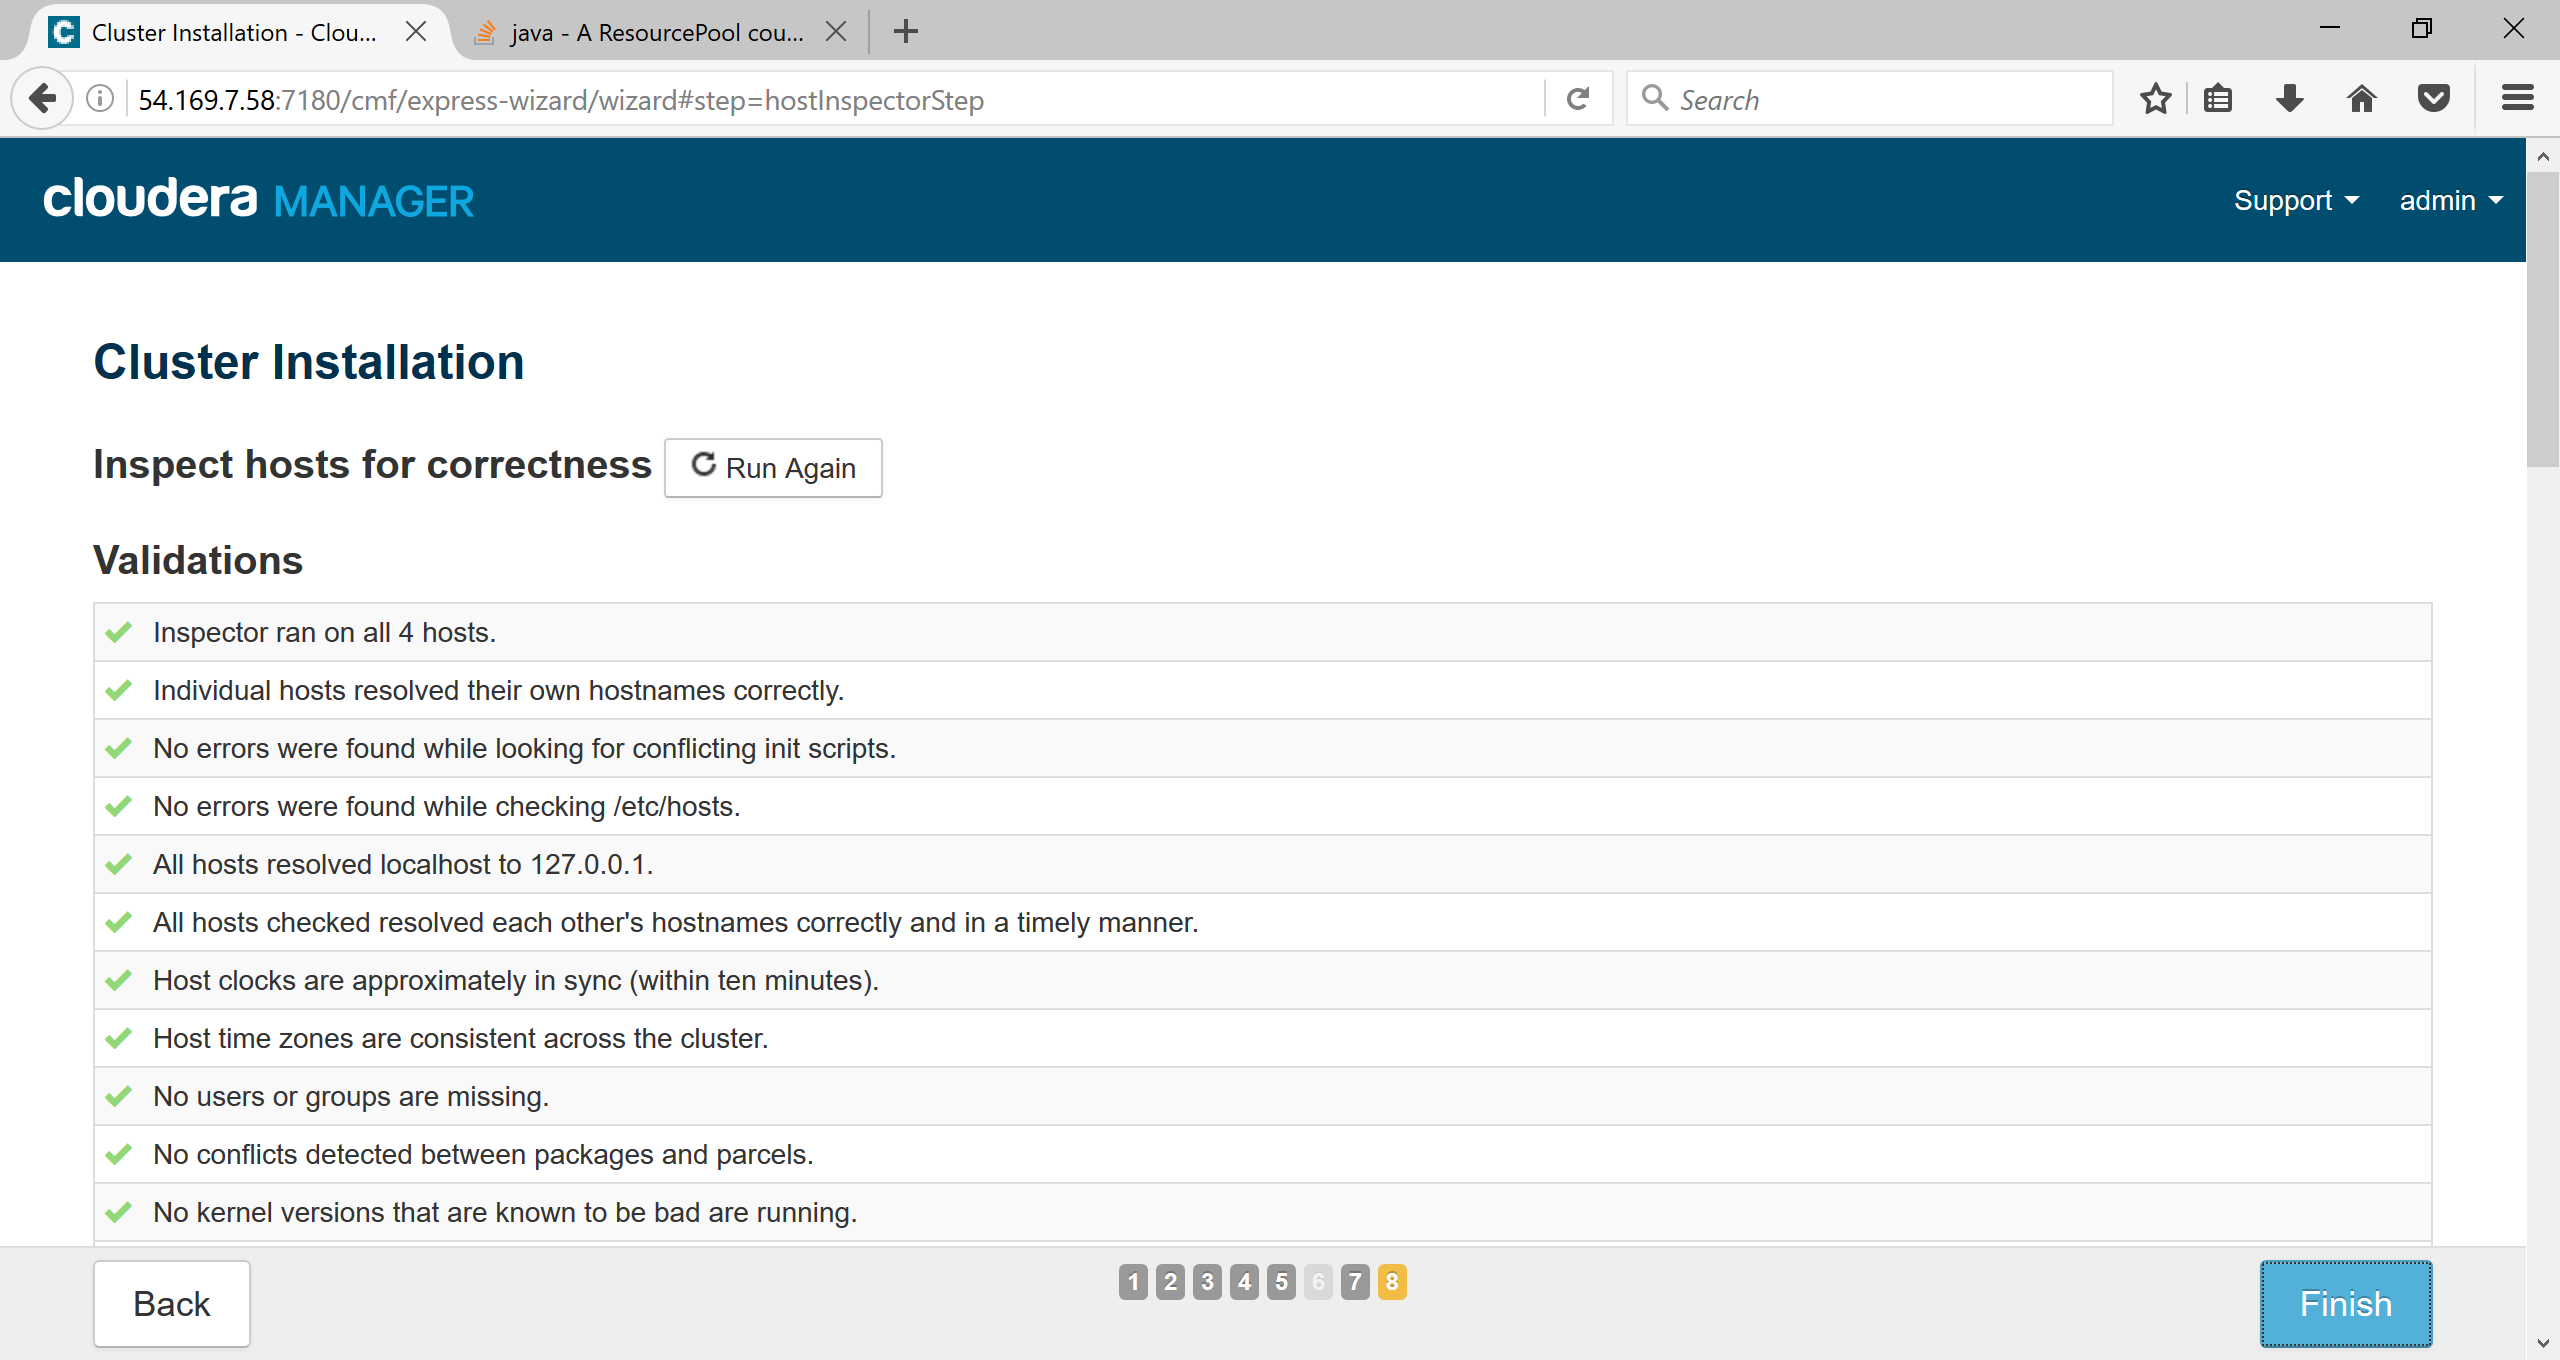 Cluster Installation - Clou...
java - A ResourcePool cou...
54.169.7.58:7180/cmf/express-wizard/wizard#step=hostInspectorStep
Search
cloudera MANAGER
Support
admin
Cluster Installation
Inspect hosts for correctness
Run Again
Validations
Inspector ran on all 4 hosts.
Individual hosts resolved their own hostnames correctly.
No errors were found while looking for conflicting init scripts.
No errors were found while checking /etc/hosts.
All hosts resolved localhost to 127.0.0.1.
All hosts checked resolved each other's hostnames correctly and in a timely manner.
Host clocks are approximately in sync (within ten minutes).
Host time zones are consistent across the cluster.
No users or groups are missing.
No conflicts detected between packages and parcels.
No kernel versions that are known to be bad are running.
Back
1 2 3 4 5 6 7 8
Finish